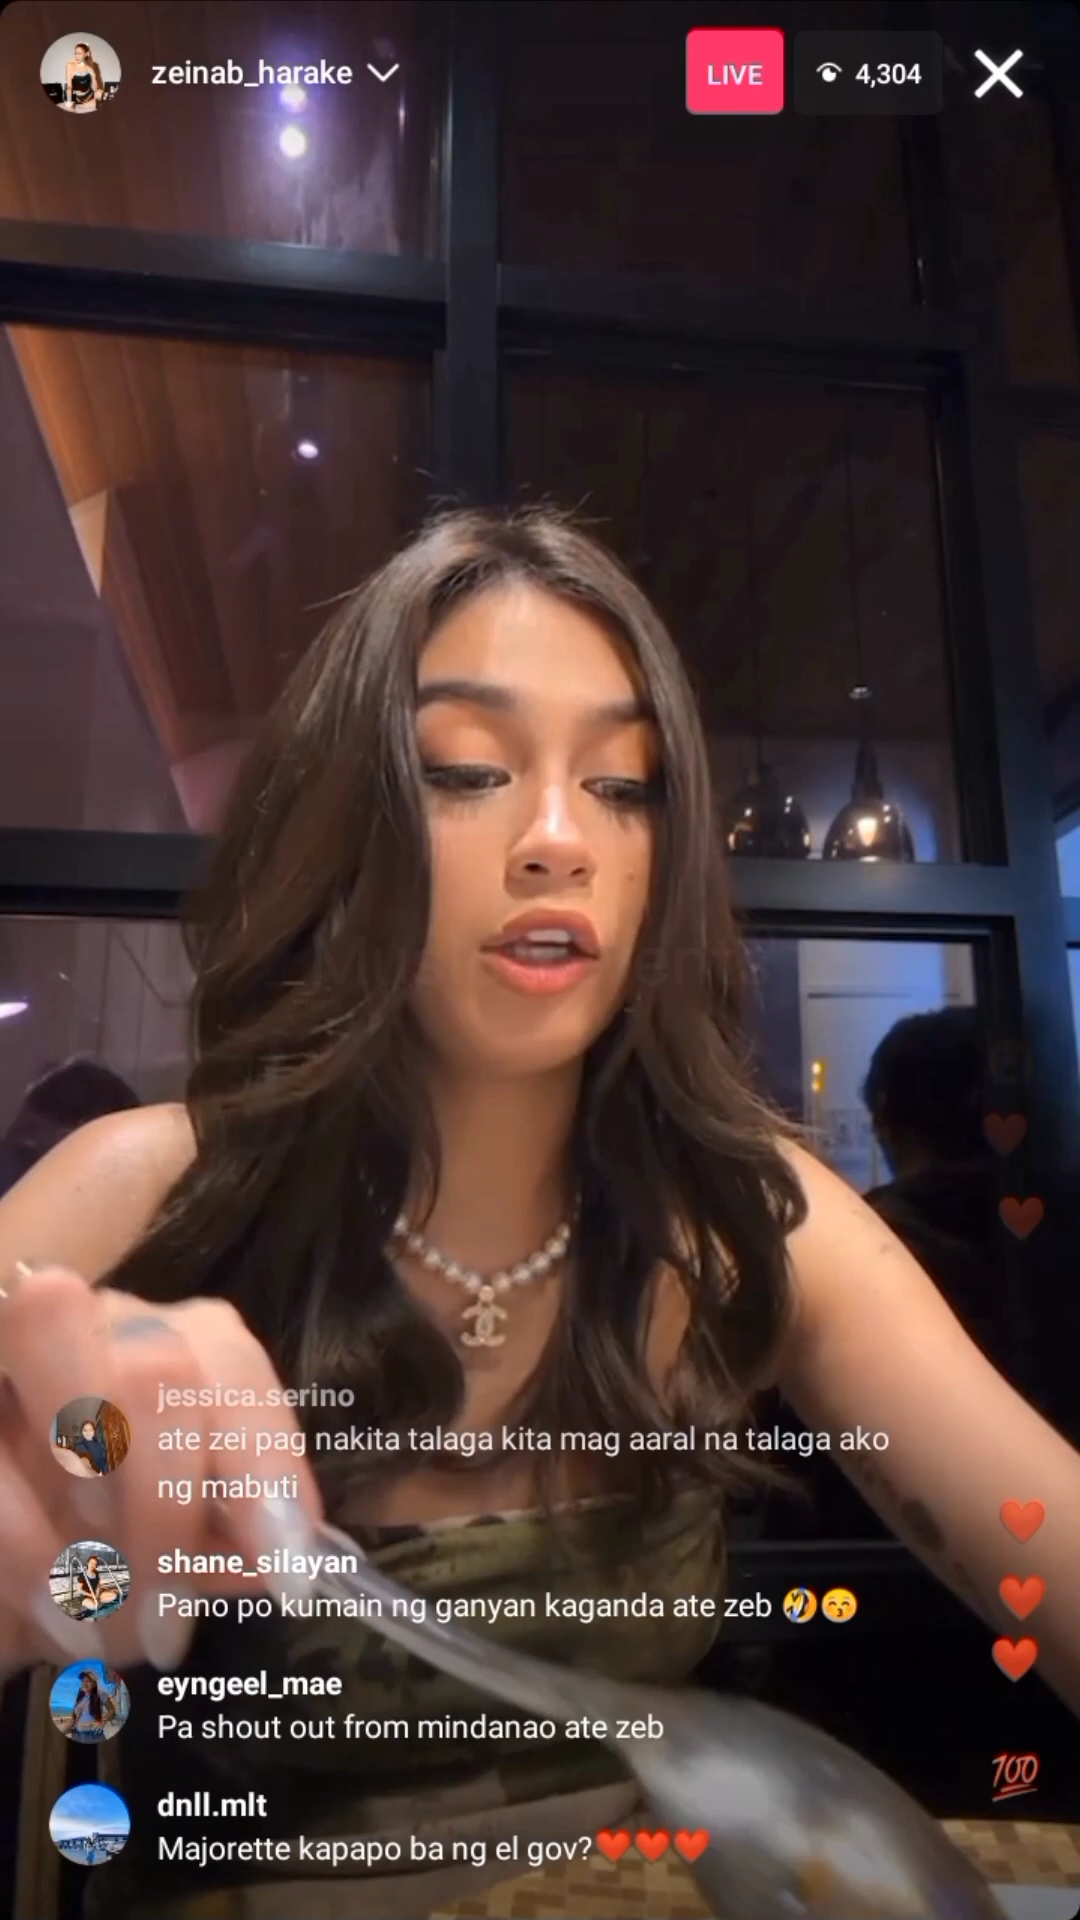 zeinab_harake
LIVE
4,304
jessica.serino
ate zei pag nakita talaga kita mag aaral na talaga ako
ng mabuti
shane_silayan
Pano po kumain ng ganyan kaganda ate zeb 🤣😚
eyngeel_mae
Pa shout out from mindanao ate zeb
💯
dnll.mlt
Majorette kapapo ba ng el gov?❤️❤️❤️